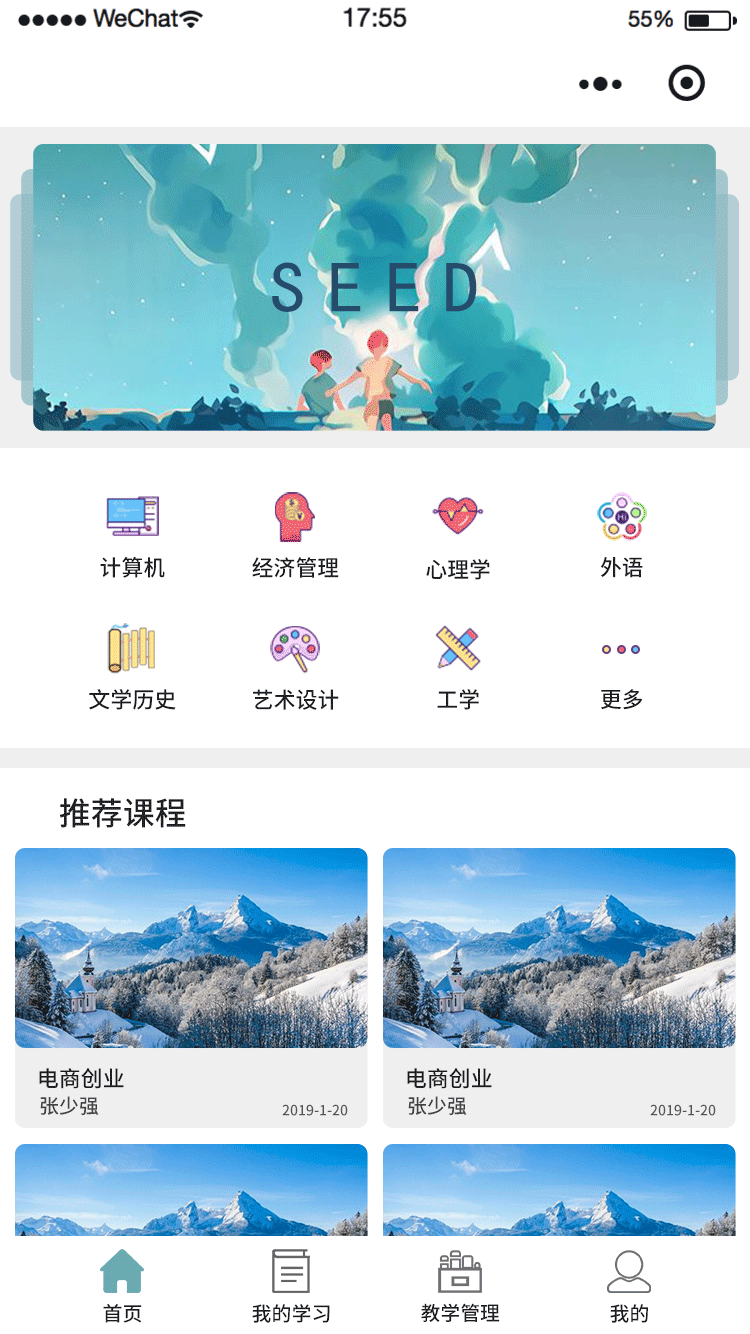 WeChat 17:55 55%
SEED
计算机 经济管理 心理学 外语
Hi
文学历史 艺术设计 工学 更多
推荐课程
电商创业 电商创业
张少强 2019-1-20 张少强 2019-1-20
首页 我的学习 教学管理 我的